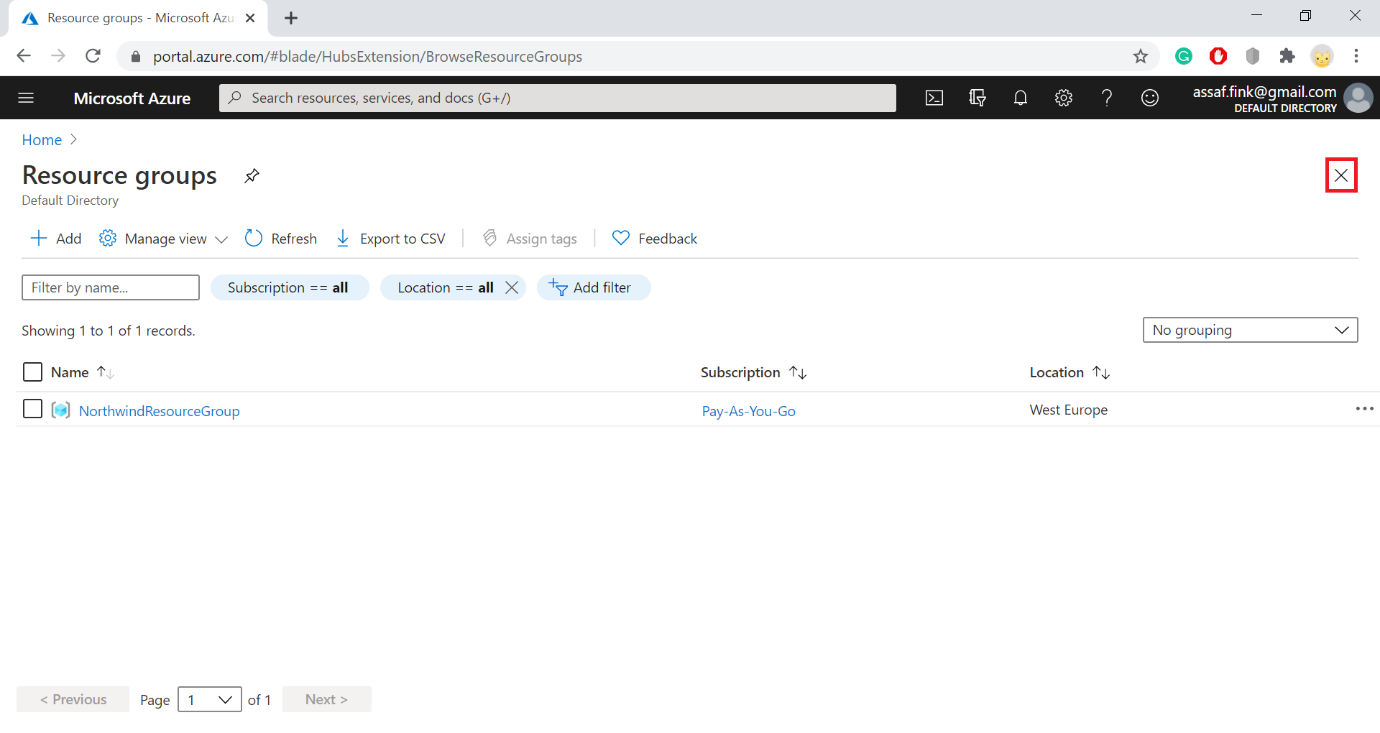 Resource groups - Microsoft Azu
portal.azure.com/#blade/HubsExtension/BrowseResourceGroups
Microsoft Azure
Search resources, services, and docs (G+/)
assaf.fink@gmail.com
DEFAULT DIRECTORY
Home
Resource groups
Default Directory
Add Manage view Refresh Export to CSV Assign tags Feedback
Filter by name... Subscription == all Location == all Add filter
Showing 1 to 1 of 1 records. No grouping
Name Subscription Location
NorthwindResourceGroup Pay-As-You-Go West Europe
< Previous Page 1 of 1 Next >